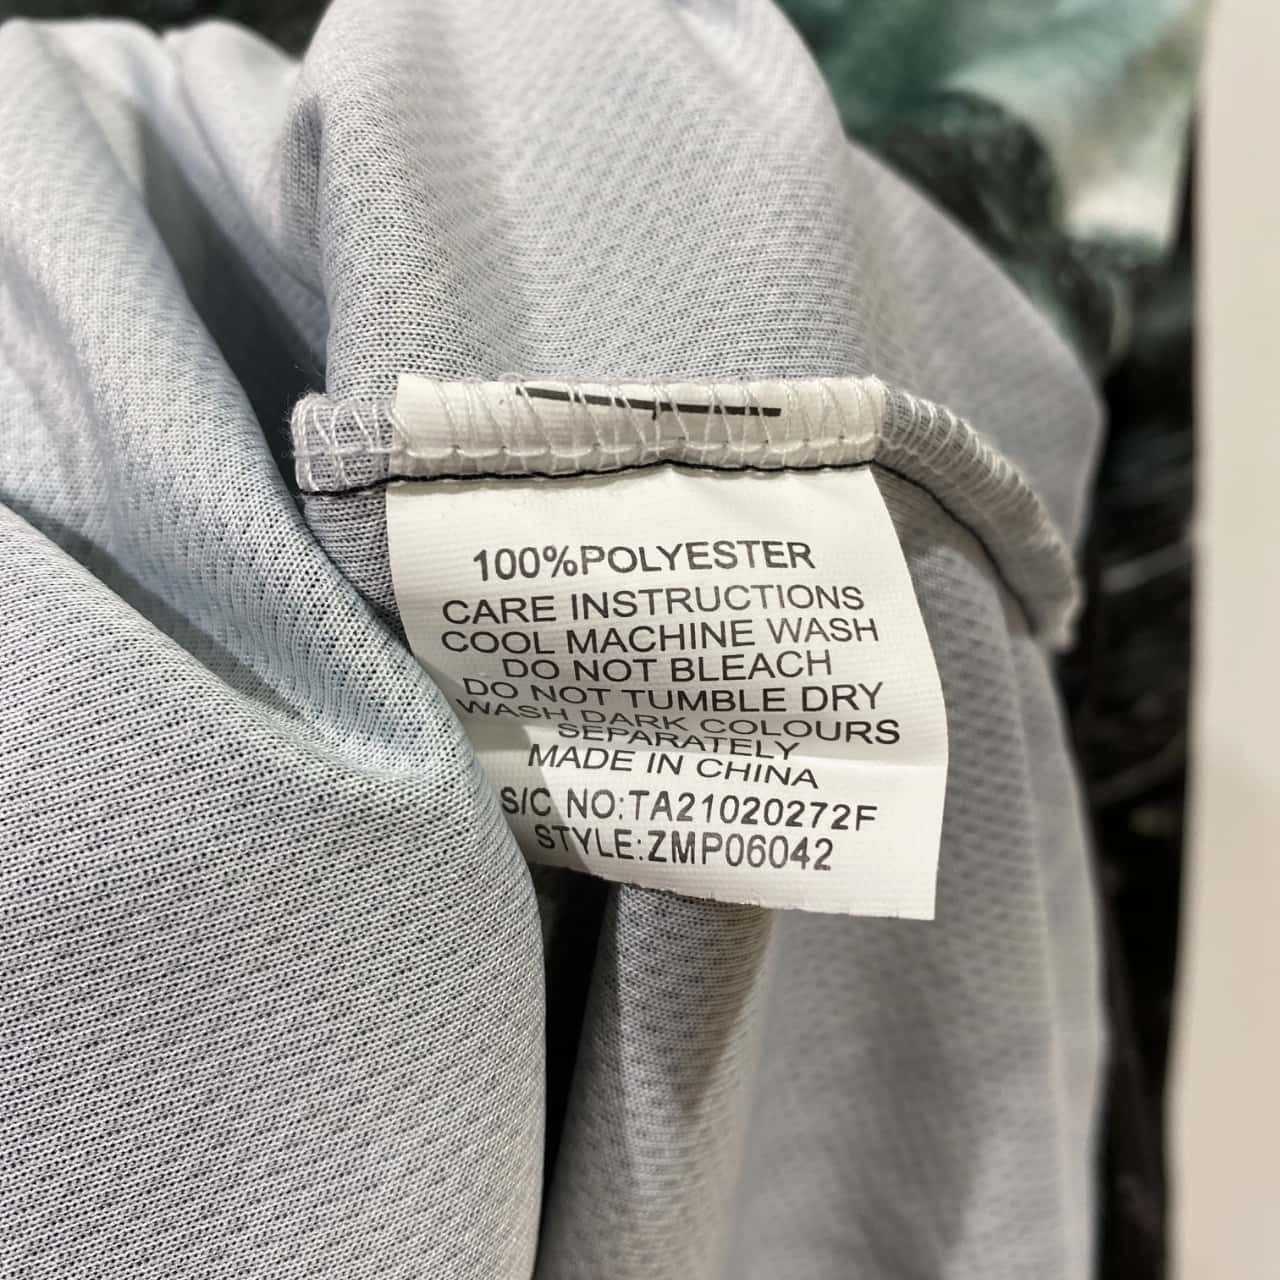 100%POLYESTER
CARE INSTRUCTIONS
COOL MACHINE WASH
DO NOT BLEACH
DO NOT TUMBLE DRY
WASH DARK COLOURS
SEPARATELY
MADE IN CHINA
S/C NO:TA21020272F
STYLE:ZMP06042